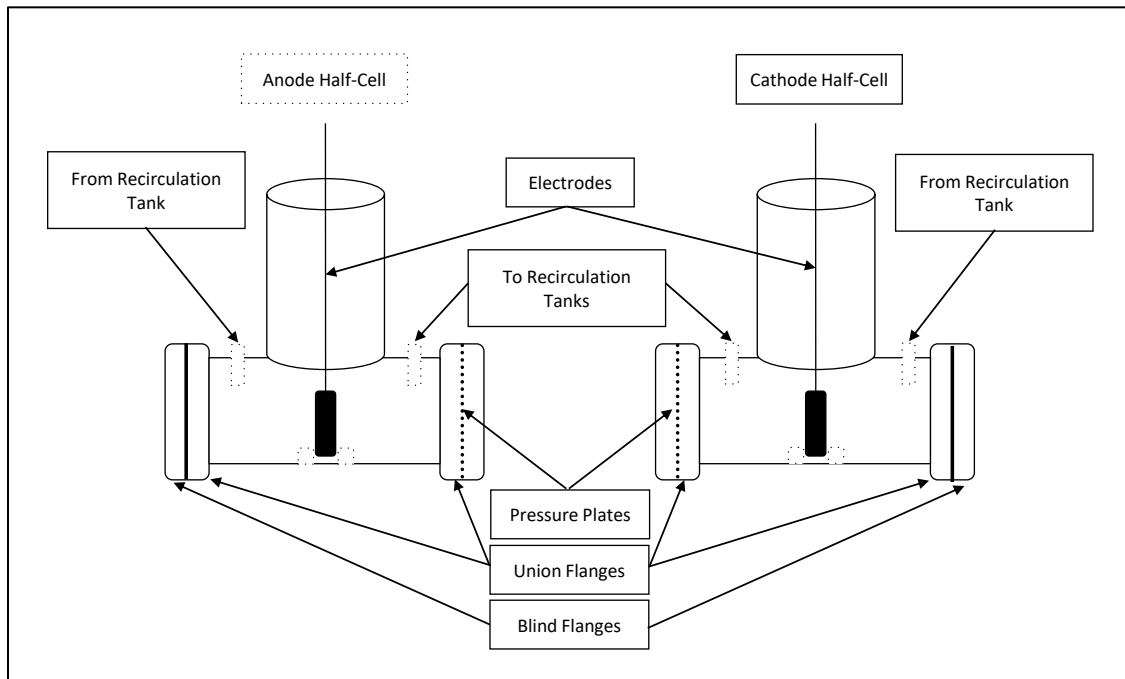 Anode Half-Cell
Cathode Half-Cell
From Recirculation
Tank
Electrodes
From Recirculation
Tank
To Recirculation
Tanks
Pressure Plates
Union Flanges
Blind Flanges